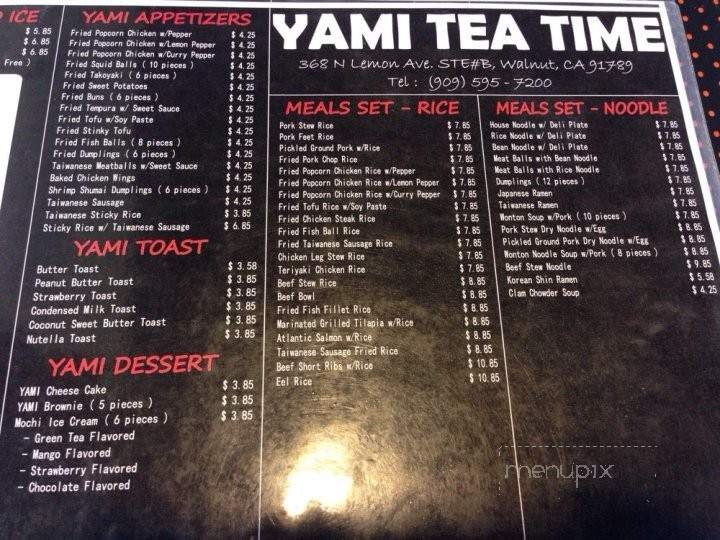 ICE
$ 5.85
$ 6.85
$ 6.85
Free )
YAMI APPETIZERS
Fried Popcorn Chicken w/Pepper $ 4.25
Fried Popcorn Chicken w/Lemon Pepper $ 4.25
Fried Popcorn Chicken w/Curry Pepper $ 4.25
Fried Squid Balls ( 10 pieces ) $ 4.25
Fried Takoyaki ( 6 pieces ) $ 4.25
Fried Sweet Potatoes $ 4.25
Fried Buns ( 6 pieces ) $ 4.25
Fried Tempura w/ Sweet Sauce $ 4.25
Fried Tofu w/Soy Paste $ 4.25
Fried Stinky Tofu $ 4.25
Fried Fish Balls ( 8 pieces ) $ 4.25
Fried Dumplings ( 6 pieces ) $ 4.25
Taiwanese Meatballs w/Sweet Sauce $ 4.25
Baked Chicken Wings $ 4.25
Shrimp Shumai Dumplings ( 6 pieces ) $ 4.25
Taiwanese Sausage $ 4.25
Taiwanese Sticky Rice $ 3.85
Sticky Rice w/ Taiwanese Sausage $ 6.85
YAMI TOAST
Butter Toast $ 3.58
Peanut Butter Toast $ 3.85
Strawberry Toast $ 3.85
Condensed Milk Toast $ 3.85
Coconut Sweet Butter Toast $ 3.85
Nutella Toast $ 3.85
YAMI DESSERT
YAMI Cheese Cake $ 3.85
YAMI Brownie ( 5 pieces ) $ 3.85
Mochi Ice Cream ( 6 pieces ) $ 3.85
- Green Tea Flavored
- Mango Flavored
- Strawberry Flavored
- Chocolate Flavored
YAMI TEA TIME
368 N Lemon Ave. STE#B, Walnut, CA 91789
Tel : (909) 595 - 7200
MEALS SET - RICE
Pork Stew Rice $ 7.85
Pork Feet Rice $ 7.85
Pickled Ground Pork w/Rice $ 7.85
Fried Pork Chop Rice $ 7.85
Fried Popcorn Chicken Rice w/Pepper $ 7.85
Fried Popcorn Chicken Rice w/Lemon Pepper $ 7.85
Fried Popcorn Chicken Rice w/Curry Pepper $ 7.85
Fried Tofu Rice w/Soy Paste $ 7.85
Fried Chicken Steak Rice $ 7.85
Fried Fish Ball Rice $ 7.85
Fried Taiwanese Sausage Rice $ 7.85
Chicken Leg Stew Rice $ 7.85
Teriyaki Chicken Rice $ 7.85
Beef Stew Rice $ 8.85
Beef Bowl $ 8.85
Fried Fish Fillet Rice $ 8.85
Marinated Grilled Tilapia w/Rice $ 8.85
Atlantic Salmon w/Rice $ 8.85
Taiwanese Sausage Fried Rice $ 8.85
Beef Short Ribs w/Rice $ 10.85
Eel Rice $ 10.85
MEALS SET - NOODLE
House Noodle w/ Deli Plate $ 7.85
Rice Noodle w/ Deli Plate $ 7.85
Bean Noodle w/ Deli Plate $ 7.85
Meat Balls with Bean Noodle $ 7.85
Meat Balls with Rice Noodle $ 7.85
Dumplings ( 12 pieces ) $ 7.85
Japanese Ramen $ 7.85
Taiwanese Ramen $ 7.85
Wonton Soup w/Pork ( 10 pieces ) $ 7.85
Pork Stew Dry Noodle w/Egg $ 8.85
Pickled Ground Pork Dry Noodle w/Egg $ 8.85
Wonton Noodle Soup w/Pork ( 8 pieces ) $ 8.85
Beef Stew Noodle $ 9.85
Korean Shin Ramen $ 5.58
Clam Chowder Soup $ 4.25
menupix